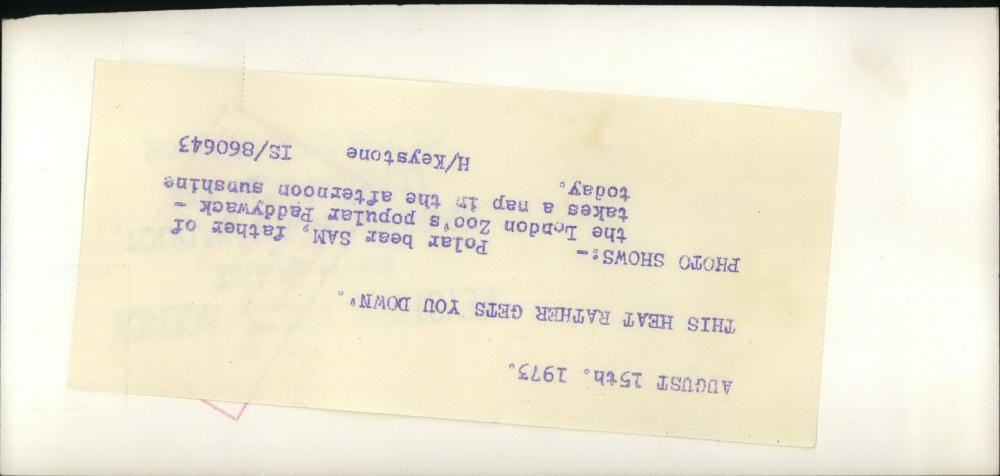 AUGUST 15th. 1973.
THIS HEAT RATHER GETS YOU DOWN'.
PHOTO SHOWS:- Polar bear SAM, father of
the London Zoo's popular Paddywack -
takes a nap in the afternoon sunshine
today.
H/Keystone IS/860643